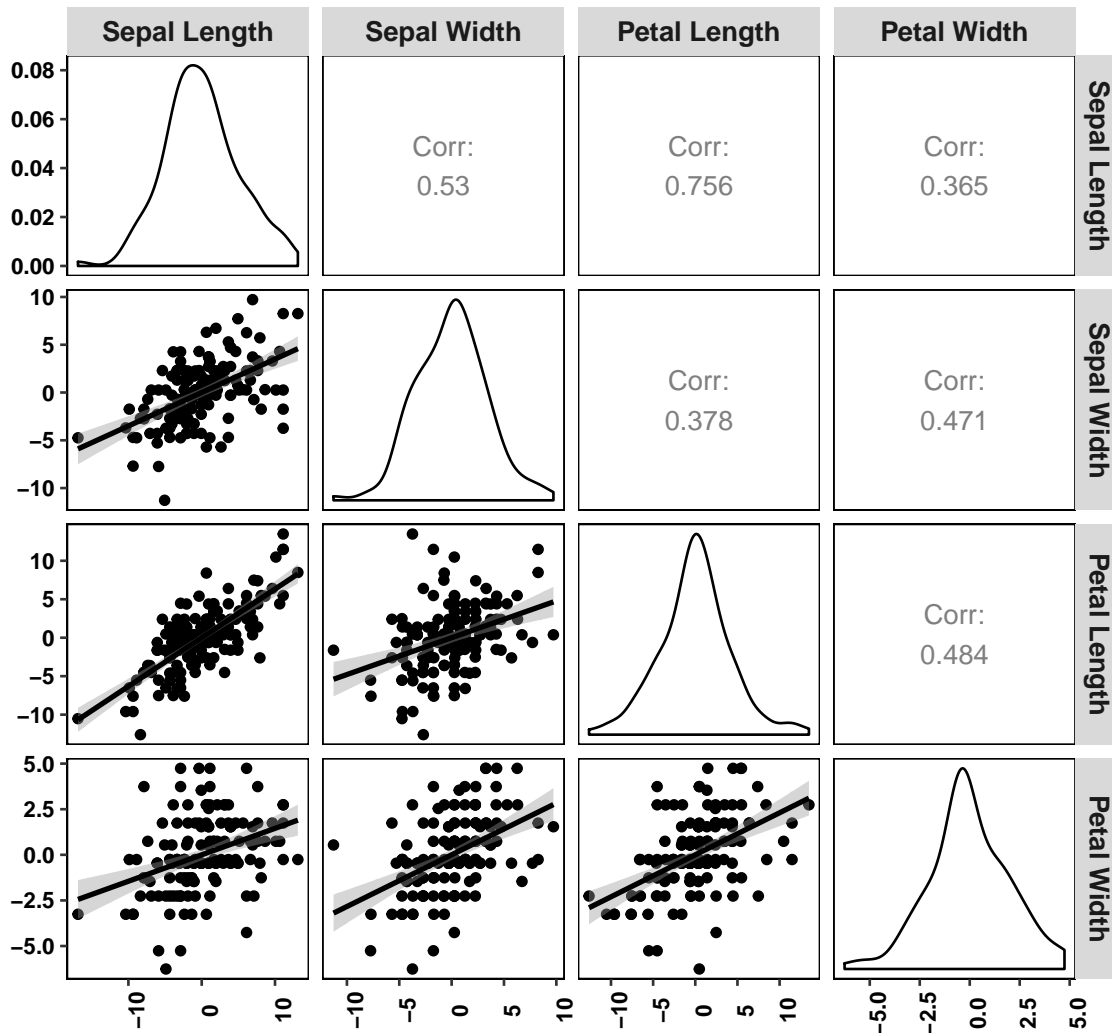 Sepal Length Sepal Width Petal Length Petal Width
0.08
0.06
0.04
0.02
0.00
Corr:
0.53
Corr:
0.756
Corr:
0.365
Sepal Length
10
5
0
−5
−10
Corr:
0.378
Corr:
0.471
Sepal Width
10
5
0
−5
−10
Corr:
0.484
Petal Length
5.0
2.5
0.0
−2.5
−5.0
Petal Width
−10 0 10
−10 −5 0 5 10
−10 −5 0 5 10
−5.0 −2.5 0.0 2.5 5.0